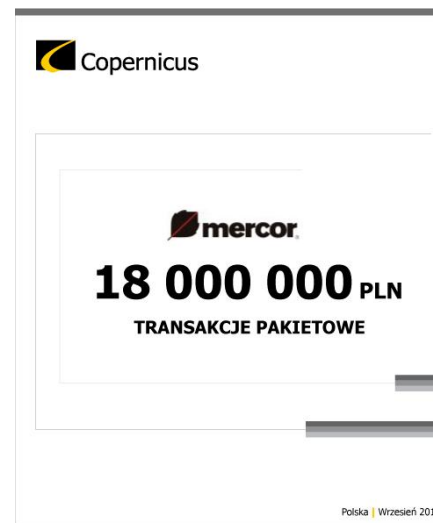 Copernicus
mercor
18 000 000 PLN
TRANSAKCJE PAKIETOWE
Polska | Wrzesień 201